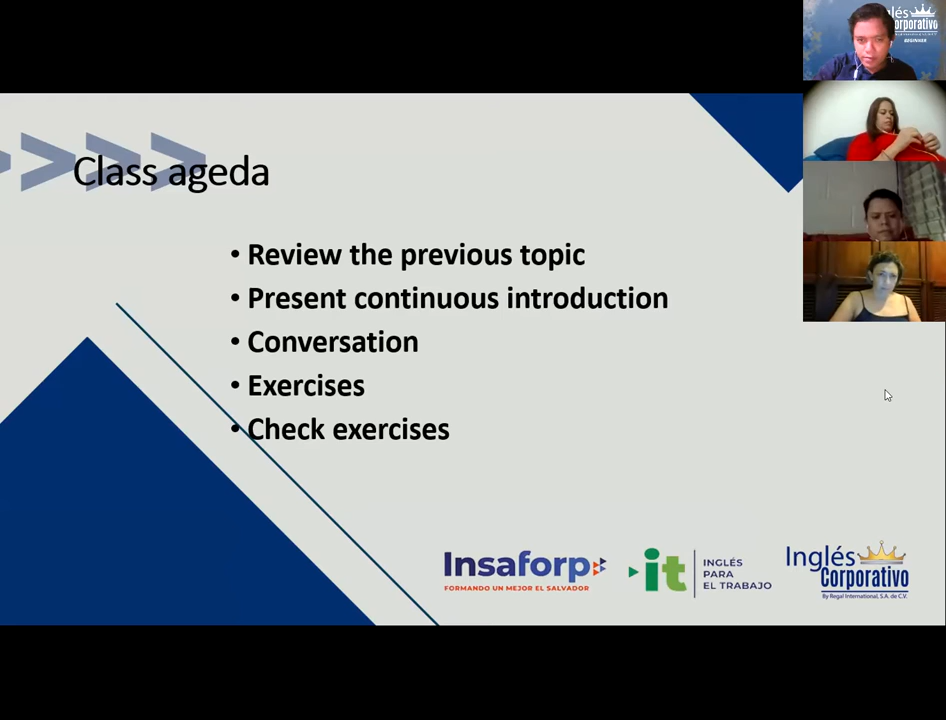 Inglés
Corporativo
BEGINNER
Class ageda
• Review the previous topic
• Present continuous introduction
• Conversation
• Exercises
• Check exercises
Insaforp
FORMANDO UN MEJOR EL SALVADOR
it
INGLÉS
PARA
EL TRABAJO
Inglés
Corporativo
By Regal International, S.A. de C.V.